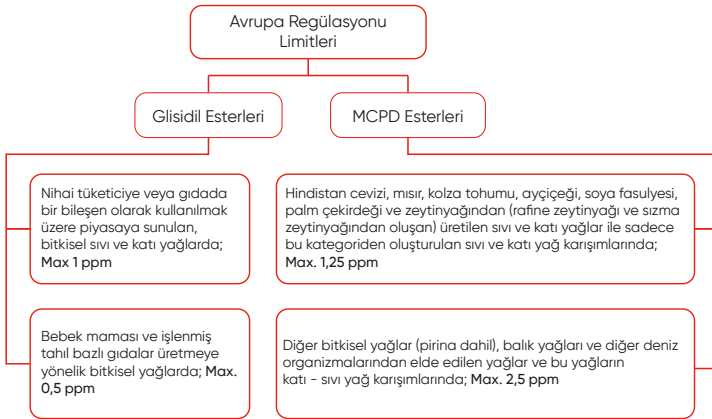 Avrupa Regülasyonu
Limitleri
Glisidil Esterleri
MCPD Esterleri
Nihai tüketiciye veya gıdada
bir bileşen olarak kullanılmak
üzere piyasaya sunulan,
bitkisel sıvı ve katı yağlarda;
Max 1 ppm
Hindistan cevizi, mısır, kolza tohumu, ayçiçeği, soya fasulyesi,
palm çekirdeği ve zeytinyağından (rafine zeytinyağı ve sızma
zeytinyağından oluşan) üretilen sıvı ve katı yağlar ile sadece
bu kategoriden oluşturulan sıvı ve katı yağ karışımlarında;
Max. 1,25 ppm
Bebek maması ve işlenmiş
tahıl bazlı gıdalar üretmeye
yönelik bitkisel yağlarda; Max.
0,5 ppm
Diğer bitkisel yağlar (pirina dahil), balık yağları ve diğer deniz
organizmalarından elde edilen yağlar ve bu yağların
katı - sıvı yağ karışımlarında; Max. 2,5 ppm